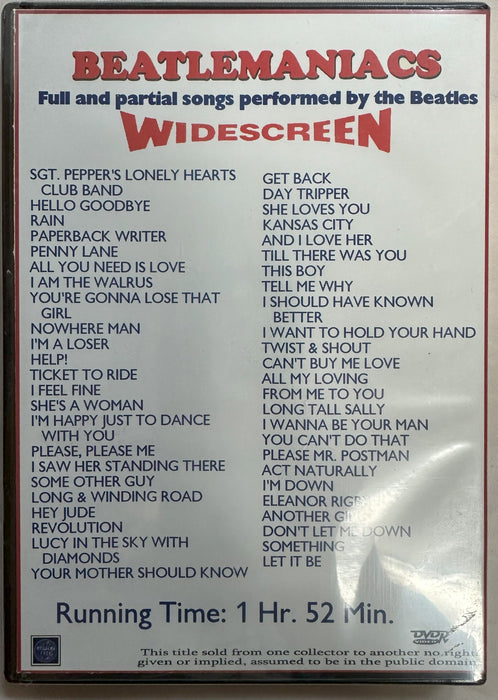 BEATLEMANIACS
Full and partial songs performed by the Beatles
WIDESCREEN
SGT. PEPPER'S LONELY HEARTS
CLUB BAND
HELLO GOODBYE
RAIN
PAPERBACK WRITER
PENNY LANE
ALL YOU NEED IS LOVE
I AM THE WALRUS
YOU'RE GONNA LOSE THAT
GIRL
NOWHERE MAN
I'M A LOSER
HELP!
TICKET TO RIDE
I FEEL FINE
SHE'S A WOMAN
I'M HAPPY JUST TO DANCE
WITH YOU
PLEASE, PLEASE ME
I SAW HER STANDING THERE
SOME OTHER GUY
LONG & WINDING ROAD
HEY JUDE
REVOLUTION
LUCY IN THE SKY WITH
DIAMONDS
YOUR MOTHER SHOULD KNOW
GET BACK
DAY TRIPPER
SHE LOVES YOU
KANSAS CITY
AND I LOVE HER
TILL THERE WAS YOU
THIS BOY
TELL ME WHY
I SHOULD HAVE KNOWN
BETTER
I WANT TO HOLD YOUR HAND
TWIST & SHOUT
CAN'T BUY ME LOVE
ALL MY LOVING
FROM ME TO YOU
LONG TALL SALLY
I WANNA BE YOUR MAN
YOU CAN'T DO THAT
PLEASE MR. POSTMAN
ACT NATURALLY
I'M DOWN
ELEANOR
ANOTHER
DON'T LET ME DOWN
SOMETHING
LET IT BE
Running Time: 1 Hr. 52 Min.
DVD
VIDEO
This title sold from one collector to another no rights
given or implied, assumed to be in the public domain